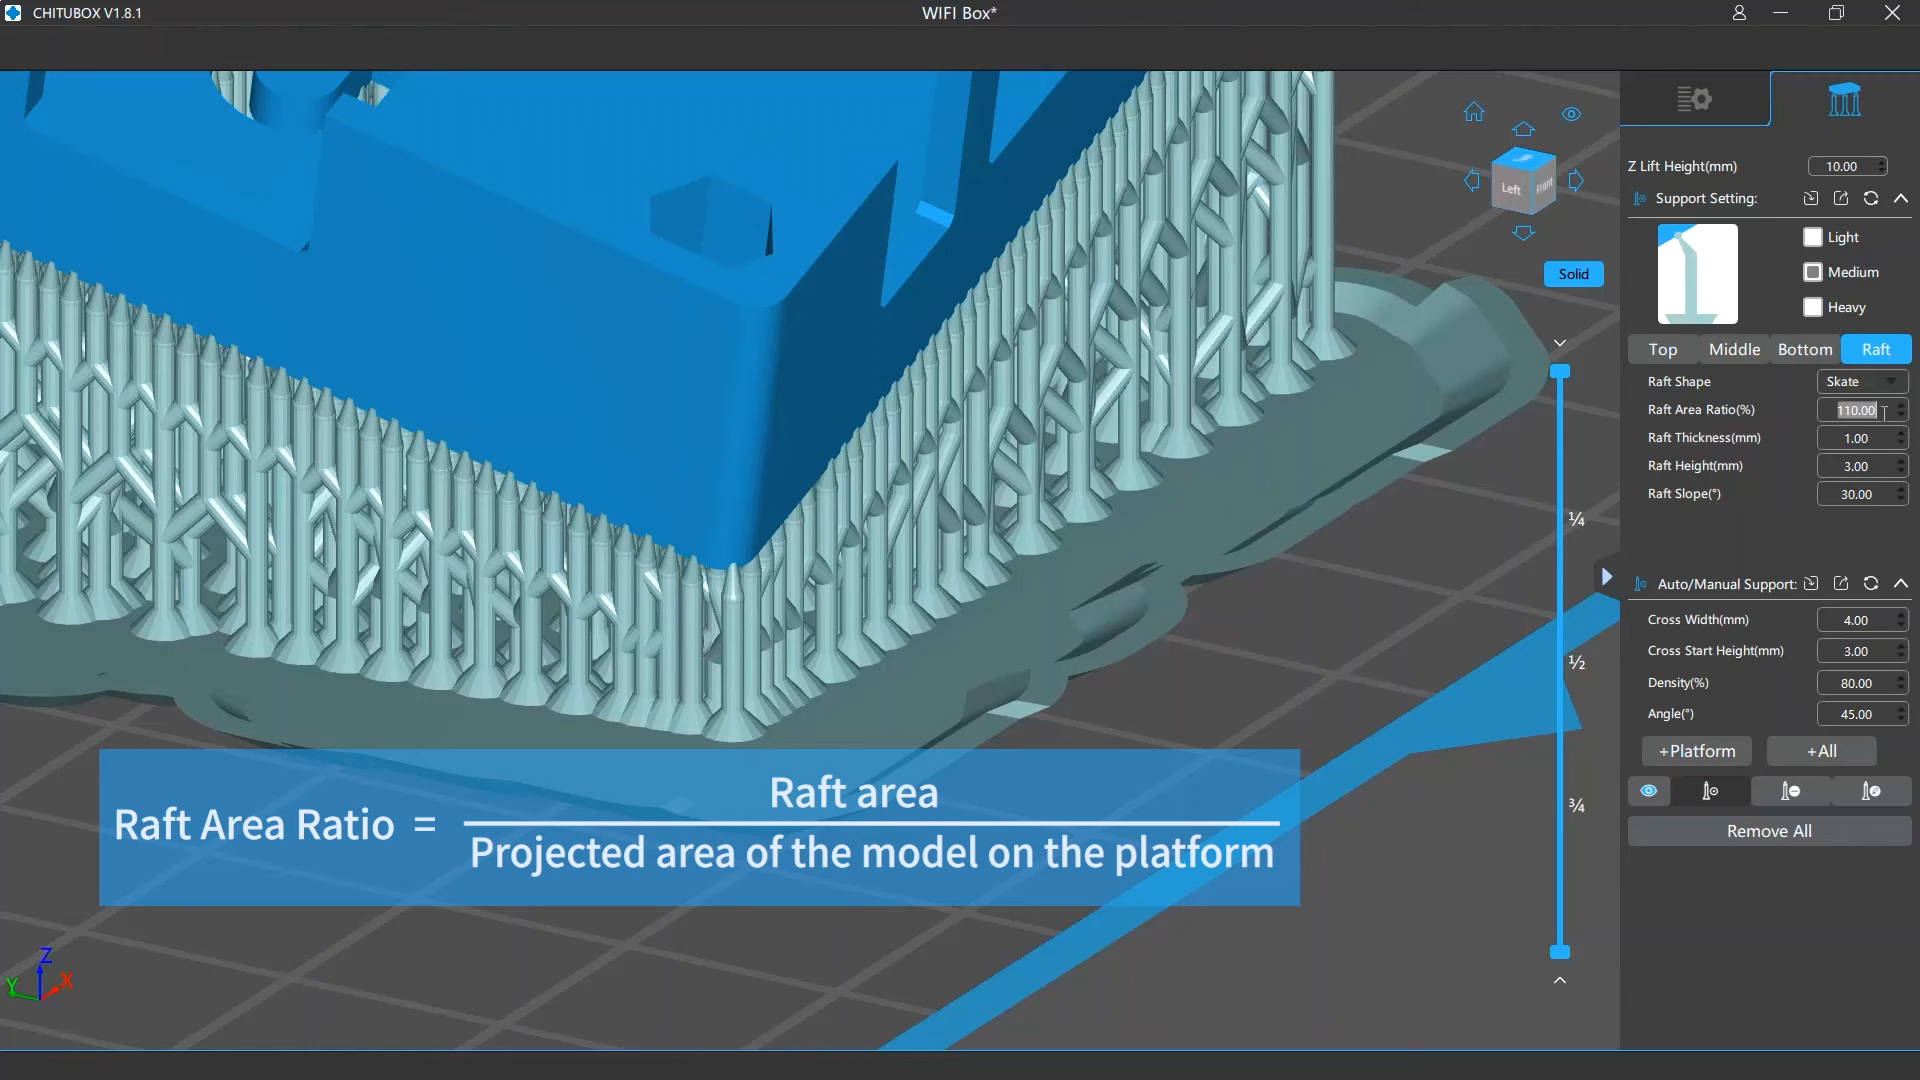 CHITUBOX V1.8.1
WIFI Box*
Z Lift Height(mm) 10.00
Support Setting:
Light
Medium
Heavy
Top Middle Bottom Raft
Raft Shape Skate
Raft Area Ratio(%) 110.00
Raft Thickness(mm) 1.00
Raft Height(mm) 3.00
Raft Slope(°) 30.00
Auto/Manual Support:
Cross Width(mm) 4.00
Cross Start Height(mm) 3.00
Density(%) 80.00
Angle(°) 45.00
+Platform +All
Remove All
Left Front
Solid
¼
½
¾
Raft area
Raft Area Ratio =
Projected area of the model on the platform
Z
Y X